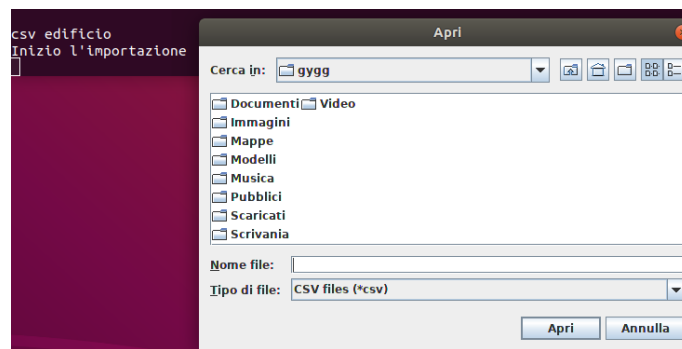 csv edificio
Inizio l'importazione
Apri
Cerca in: gygg
Documenti Video
Immagini
Mappe
Modelli
Musica
Pubblici
Scaricati
Scrivania
Nome file:
Tipo di file: CSV files (*csv)
Apri Annulla